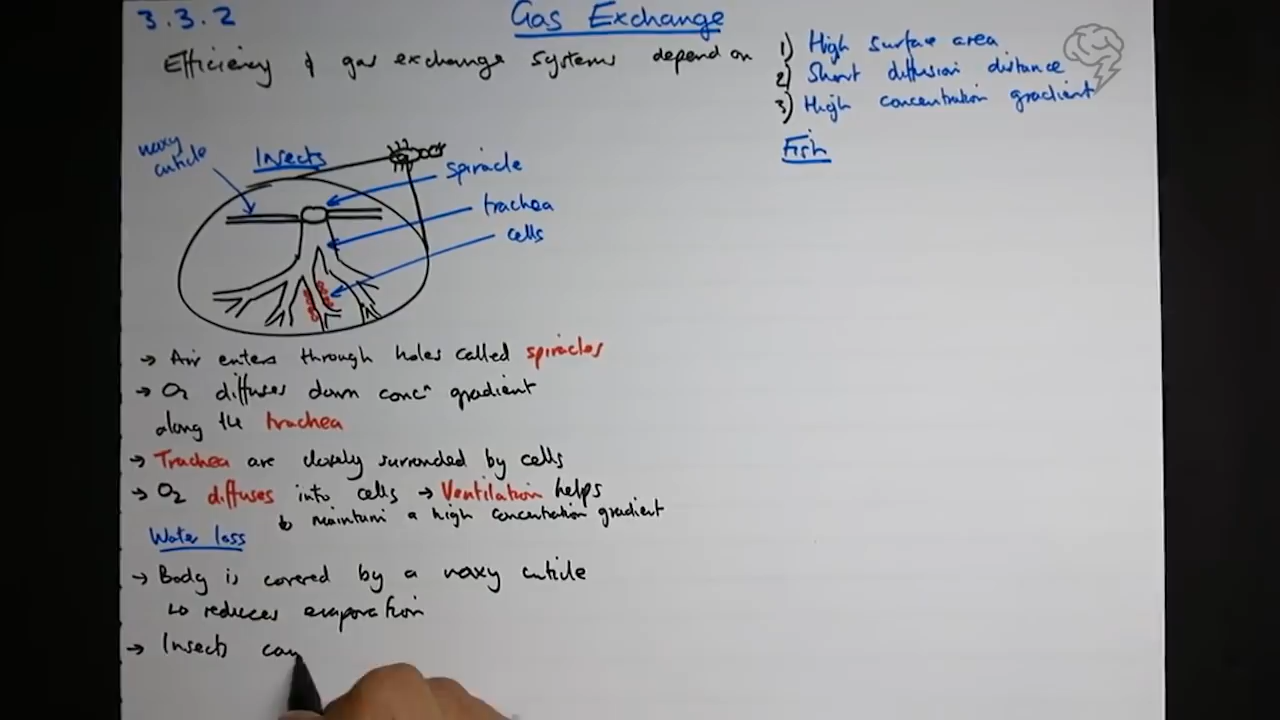 3.3.2
Gas Exchange
Efficiency of gas exchange systems depend on
1) High surface area
2) Short diffusion distance
3) High concentration gradient
Fish
waxy
cuticle
Insects
spiracle
trachea
cells
→ Air enters through holes called spiracles
→ O2 diffuses down concn gradient
along the trachea
→ Trachea are closely surronded by cells
→ O2 diffuses into cells → Ventilation helps
to maintain a high concentration gradient
Water loss
→ Body is covered by a waxy cuticle
↳ reduces evaporation
→ Insects can